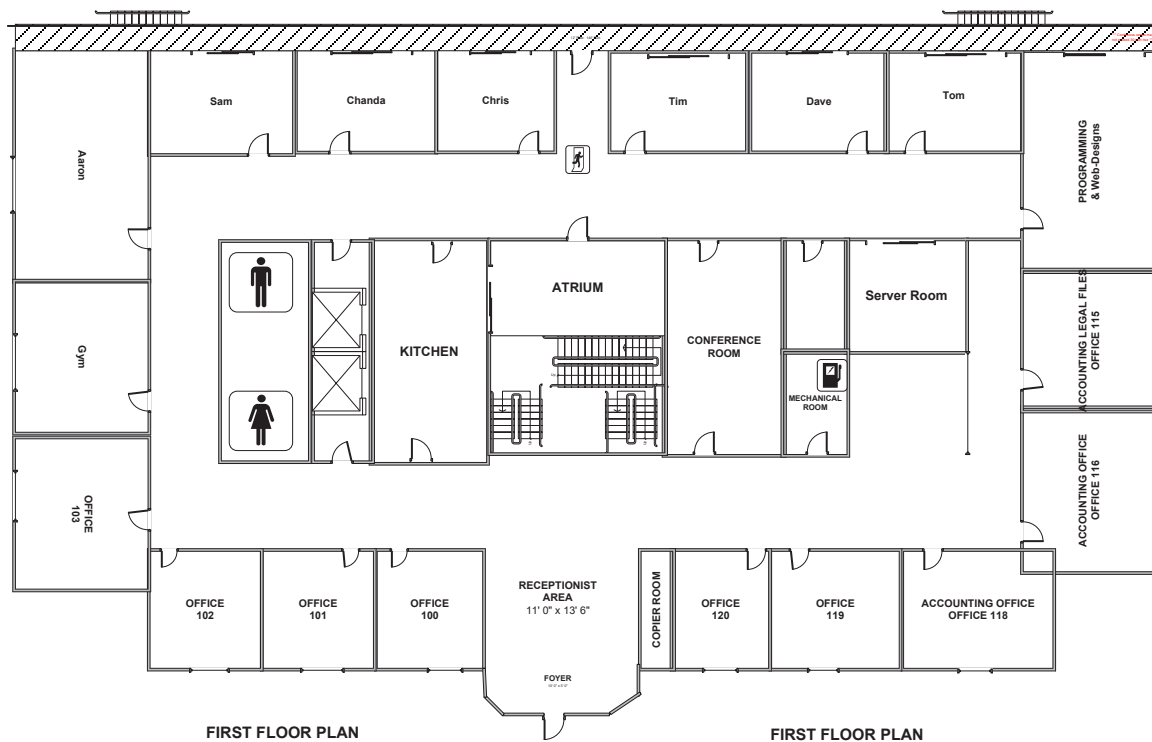 Sam
Chanda
Chris
Tim
Dave
Tom
Aaron
PROGRAMMING
& Web-Designs
ATRIUM
Server Room
KITCHEN
CONFERENCE
ROOM
Gym
ACCOUNTING LEGAL FILES
OFFICE 115
MECHANICAL
ROOM
OFFICE
103
ACCOUNTING OFFICE
OFFICE 116
OFFICE
102
OFFICE
101
OFFICE
100
RECEPTIONIST
AREA
11' 0" x 13' 6"
COPIER ROOM
OFFICE
120
OFFICE
119
ACCOUNTING OFFICE
OFFICE 118
FOYER
FIRST FLOOR PLAN
FIRST FLOOR PLAN